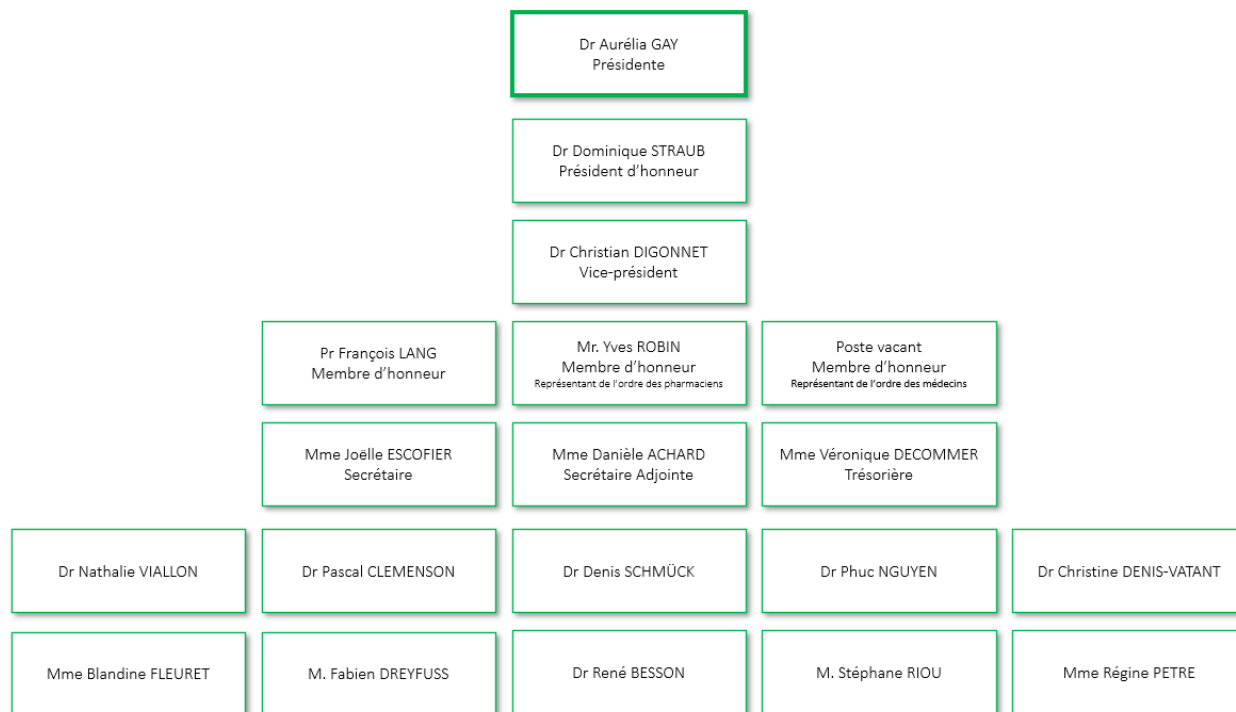 Dr Aurélia GAY
Présidente
Dr Dominique STRAUB
Président d'honneur
Dr Christian DIGONNET
Vice-président
Pr François LANG
Membre d'honneur
Mr. Yves ROBIN
Membre d'honneur
Représentant de l'ordre des pharmaciens
Poste vacant
Membre d'honneur
Représentant de l'ordre des médecins
Mme Joëlle ESCOFIER
Secrétaire
Mme Danièle ACHARD
Secrétaire Adjointe
Mme Véronique DECOMMER
Trésorière
Dr Nathalie VIALLON
Dr Pascal CLEMENSON
Dr Denis SCHMÜCK
Dr Phuc NGUYEN
Dr Christine DENIS-VATANT
Mme Blandine FLEURET
M. Fabien DREYFUSS
Dr René BESSON
M. Stéphane RIOU
Mme Régine PETRE